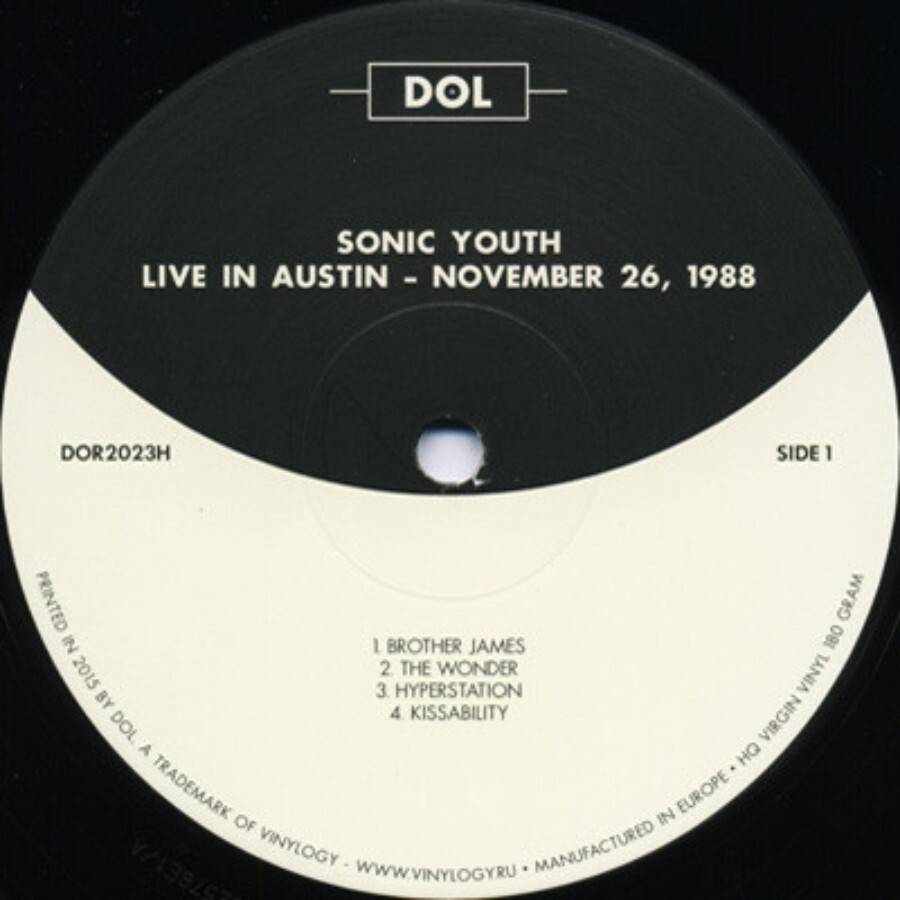 DOL
SONIC YOUTH
LIVE IN AUSTIN – NOVEMBER 26, 1988
DOR2023H
SIDE 1
1. BROTHER JAMES
2. THE WONDER
3. HYPERSTATION
4. KISSABILITY
PRINTED IN 2015 BY DOL, A TRADEMARK OF VINYLOGY - WWW.VINYLOGY.RU • MANUFACTURED IN EUROPE • HQ VIRGIN VINYL 180 GRAM